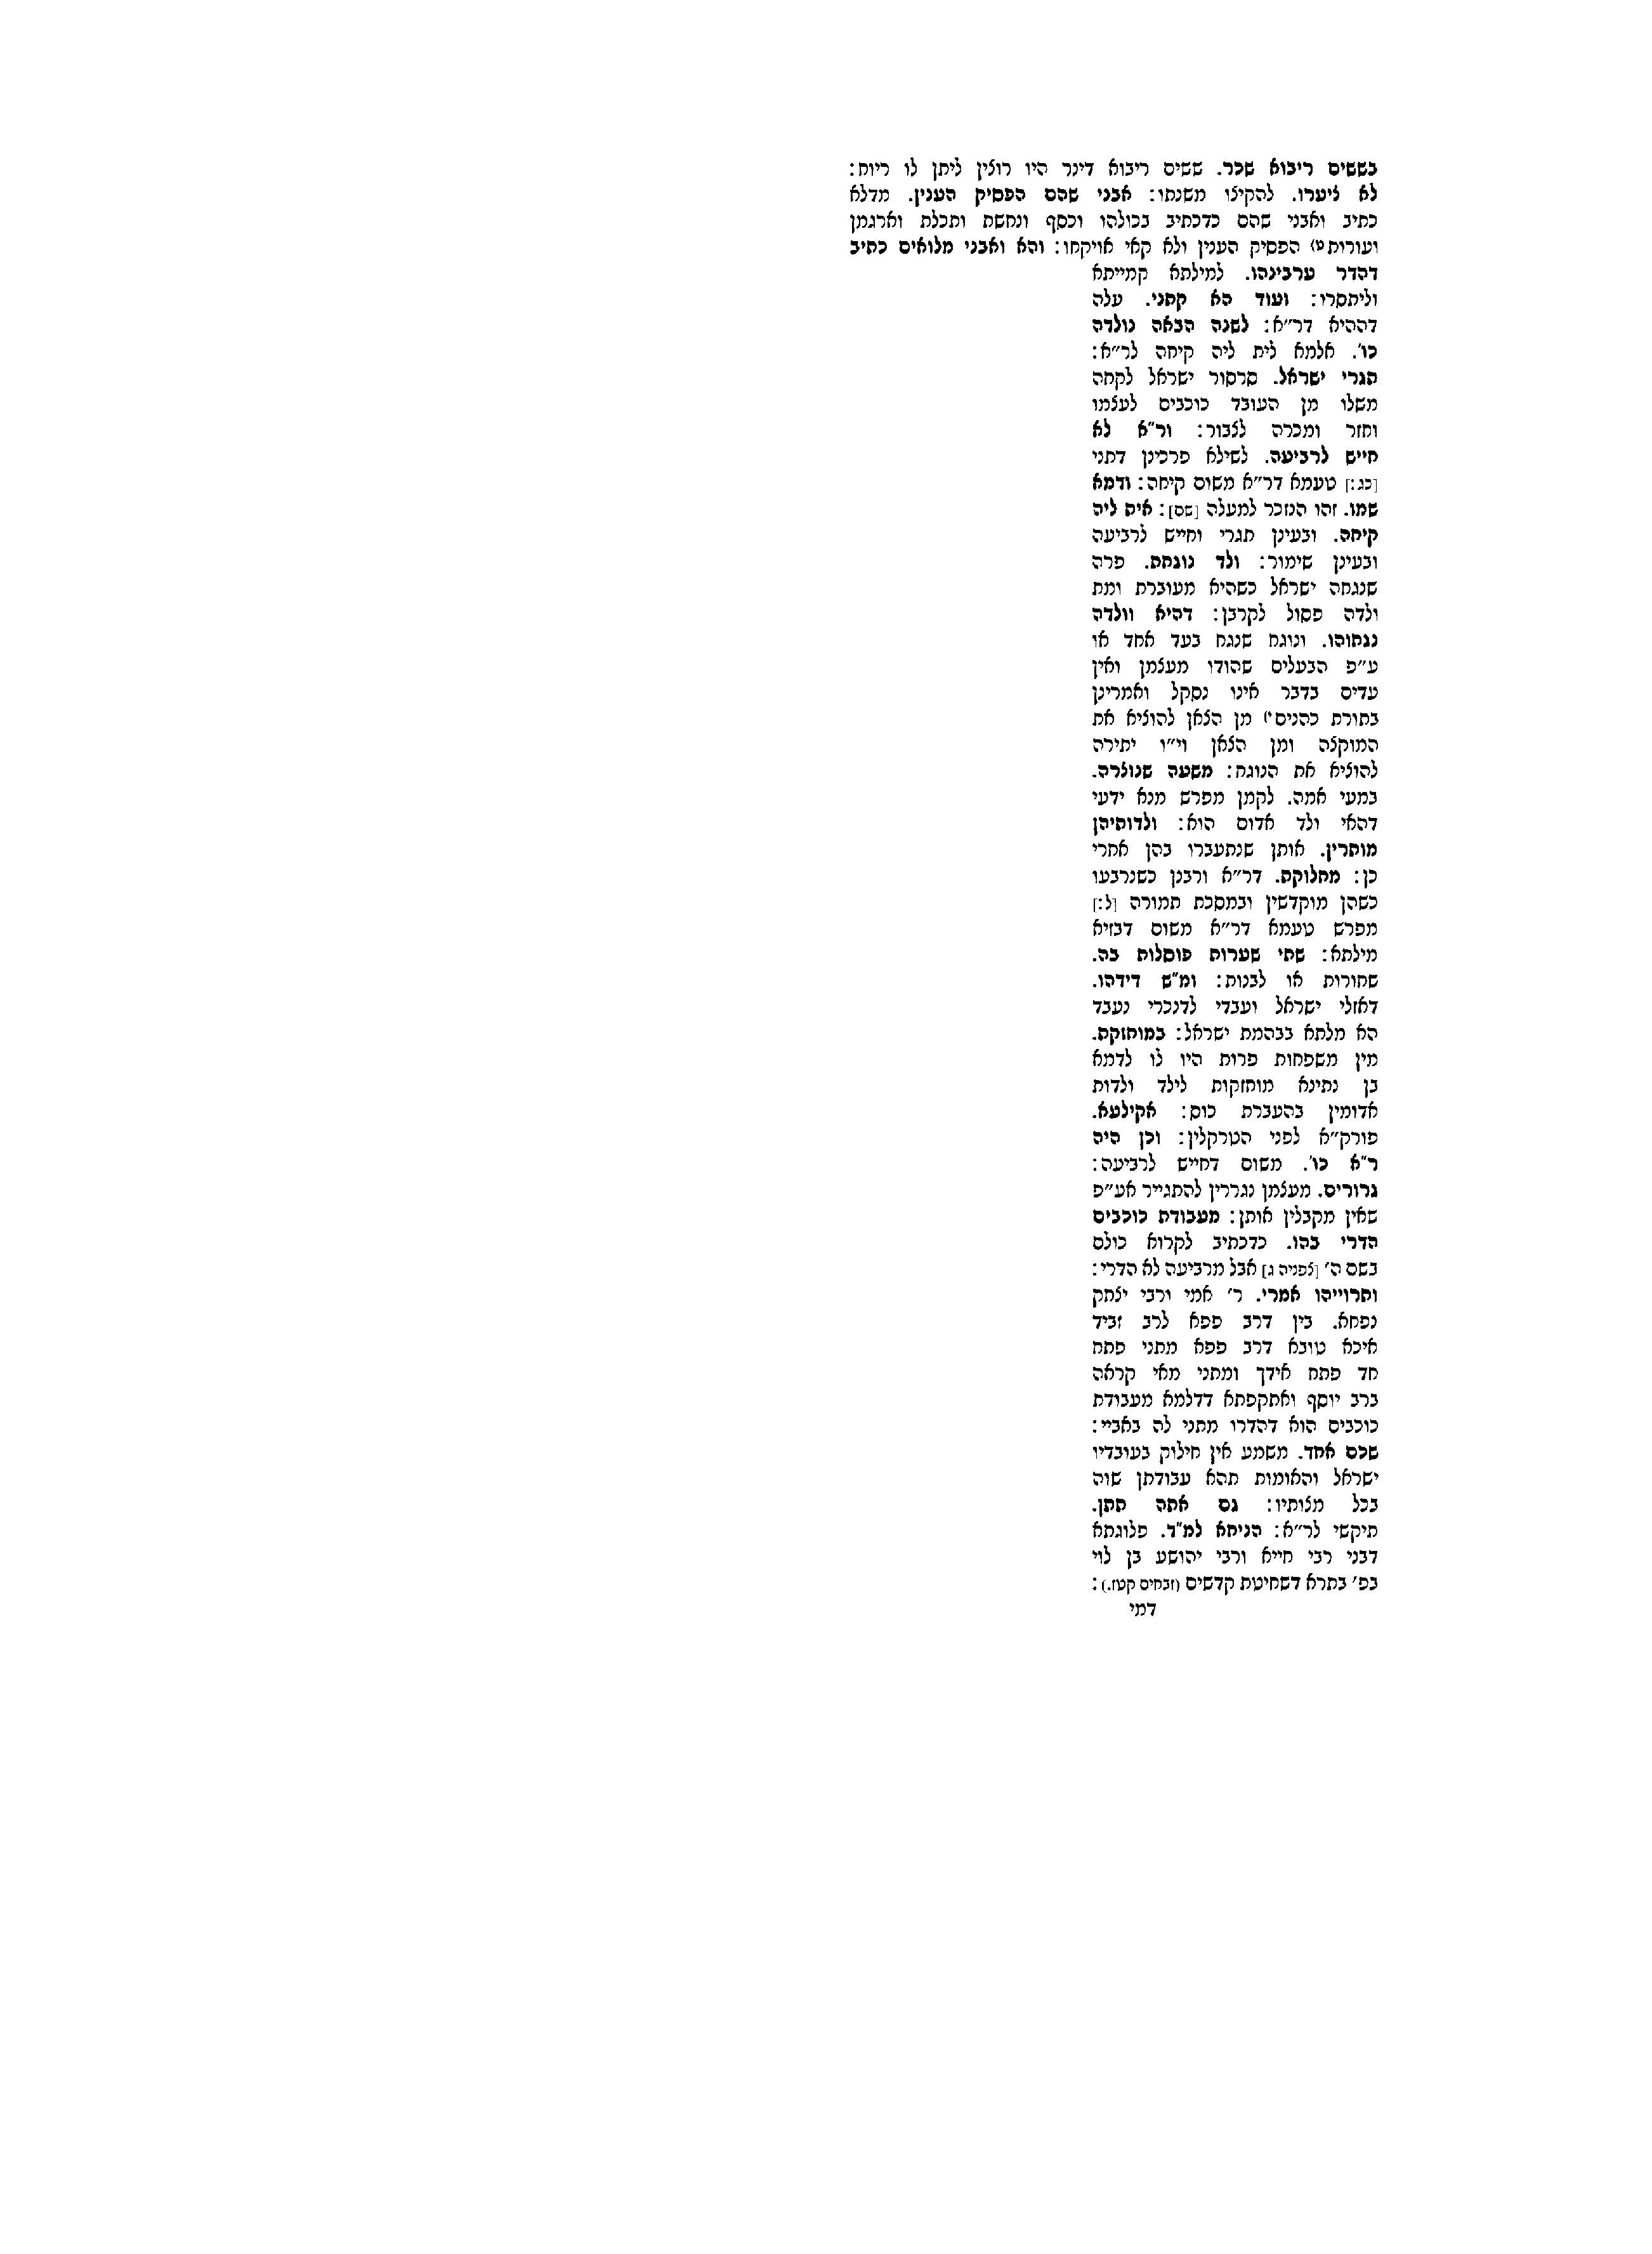 בששים ריבוא שכר. ששים ריבוא דינר היו רוצין ליתן לו ריוח:
לא ליערו. להקיצו משנתו: אבני שהם הפסיק הענין. מדלא
כתיב ואבני שהם כדכתיב בכולהו וכסף ונחשת ותכלת וארגמן
ועורות⁠ט) הפסיק הענין ולא קאי אויקחו: והא ואבני מלואים כתיב
דהדר ערבינהו. למילתא קמייתא
וליתסרו: ועוד הא קתני. עלה
דההיא דר״א: לשנה הבאה נולדה
כו׳. אלמא לית ליה קיחה לר״א:
תגרי ישראל. סרסור ישראל לקחה
משלו מן העובד כוכבים לעצמו
וחזר ומכרה לצבור: ור״א לא
חייש לרביעה. לשילא פרכינן דתני
[כג:] טעמא דר״א משום קיחה: ודמא
שמו. זהו הנזכר למעלה [שם]: אית ליה
קיחה. ובעינן תגרי וחייש לרביעה
ובעינן שימור: ולד נוגחת. פרה
שנגחה ישראל כשהיא מעוברת ומת
ולדה פסול לקרבן: דהיא וולדה
נגחוהו. ונוגח שנגח בעד אחד או
ע״פ הבעלים שהודו מעצמן ואין
עדים בדבר אינו נסקל ואמרינן
בתורת כהנים⁠י) מן הצאן להוציא את
המוקצה ומן הצאן וי״ו יתירה
להוציא את הנוגח: משעה שנוצרה.
במעי אמה. לקמן מפרש מנא ידעי
דהאי ולד אדום הוא: ולדותיהן
מותרין. אותן שנתעברו בהן אחרי
כן: מחלוקת. דר״א ורבנן כשנרבעו
כשהן מוקדשין ובמסכת תמורה [ל:]
מפרש טעמא דר״א משום דבזיא
מילתא: שתי שערות פוסלות בה.
שחורות או לבנות: ומ״ש דידהו.
דאזלי ישראל ועבדי לדנכרי נעבד
הא מלתא בבהמת ישראל: במוחזקת.
מין משפחות פרות היו לו לדמא
בן נתינא מוחזקות לילד ולדות
אדומין בהעברת כוס: אקילעא.
פורק״א לפני הטרקלין: וכן היה
ר״א כו׳. משום דחייש לרביעה:
גרורים. מעצמן נגררין להתגייר אע״פ
שאין מקבלין אותן: מעבודת כוכבים
הדרי בהו. כדכתיב לקרוא כולם
בשם ה׳ [צפניה ג] אבל מרביעה לא הדרי:
ותרוייהו אמרי. ר׳ אמי ורבי יצחק
נפחא. בין דרב פפא לרב זביד
איכא טובא דרב פפא מתני פתח
חד פתח אידך ומתני מאי קראה
ברב יוסף ואתקפתא דדלמא מעבודת
כוכבים הוא דהדרו מתני לה באביי:
שכם אחד. משמע אין חילוק בעובדיו
ישראל והאומות תהא עבודתן שוה
בכל מצותיו: גם אתה תתן.
תיקשי לר״א: הניחא למ״ד. פלוגתא
דבני רבי חייא ורבי יהושע בן לוי
בפ׳ בתרא דשחיטת קדשים (זבחים קטז.):
דמי